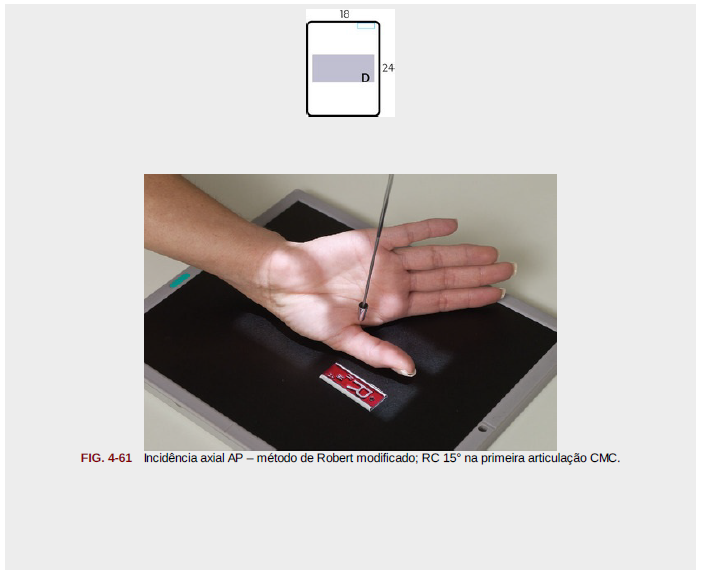 18
24
D
R
FIG. 4-61 Incidência axial AP – método de Robert modificado; RC 15° na primeira articulação CMC.